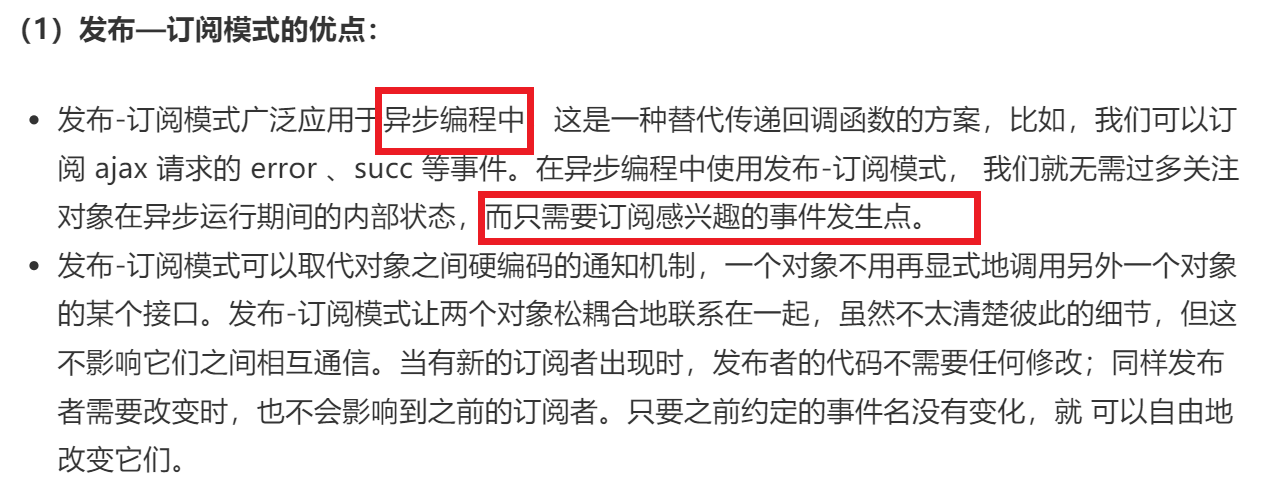 （1）发布—订阅模式的优点：
• 发布-订阅模式广泛应用于异步编程中 这是一种替代传递回调函数的方案，比如，我们可以订
阅 ajax 请求的 error 、succ 等事件。在异步编程中使用发布-订阅模式， 我们就无需过多关注
对象在异步运行期间的内部状态，而只需要订阅感兴趣的事件发生点。
• 发布-订阅模式可以取代对象之间硬编码的通知机制，一个对象不用再显式地调用另外一个对象
的某个接口。发布-订阅模式让两个对象松耦合地联系在一起，虽然不太清楚彼此的细节，但这
不影响它们之间相互通信。当有新的订阅者出现时，发布者的代码不需要任何修改；同样发布
者需要改变时，也不会影响到之前的订阅者。只要之前约定的事件名没有变化，就 可以自由地
改变它们。